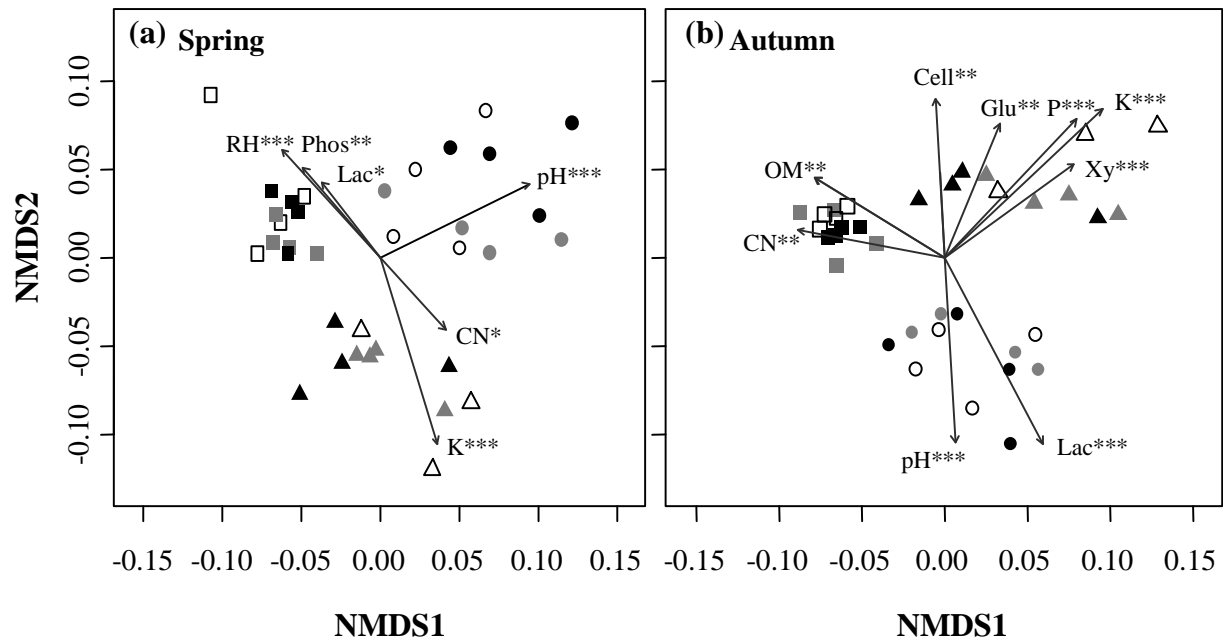 (a) Spring
(b) Autumn
NMDS2
0.10
0.05
0.00
-0.05
-0.10
RH*** Phos**
Lac*
pH***
CN*
K***
Cell**
Glu** P*** K***
OM**
Xy***
CN**
pH***
Lac***
-0.15 -0.10 -0.05 0.00 0.05 0.10 0.15
-0.15 -0.10 -0.05 0.00 0.05 0.10 0.15
NMDS1
NMDS1